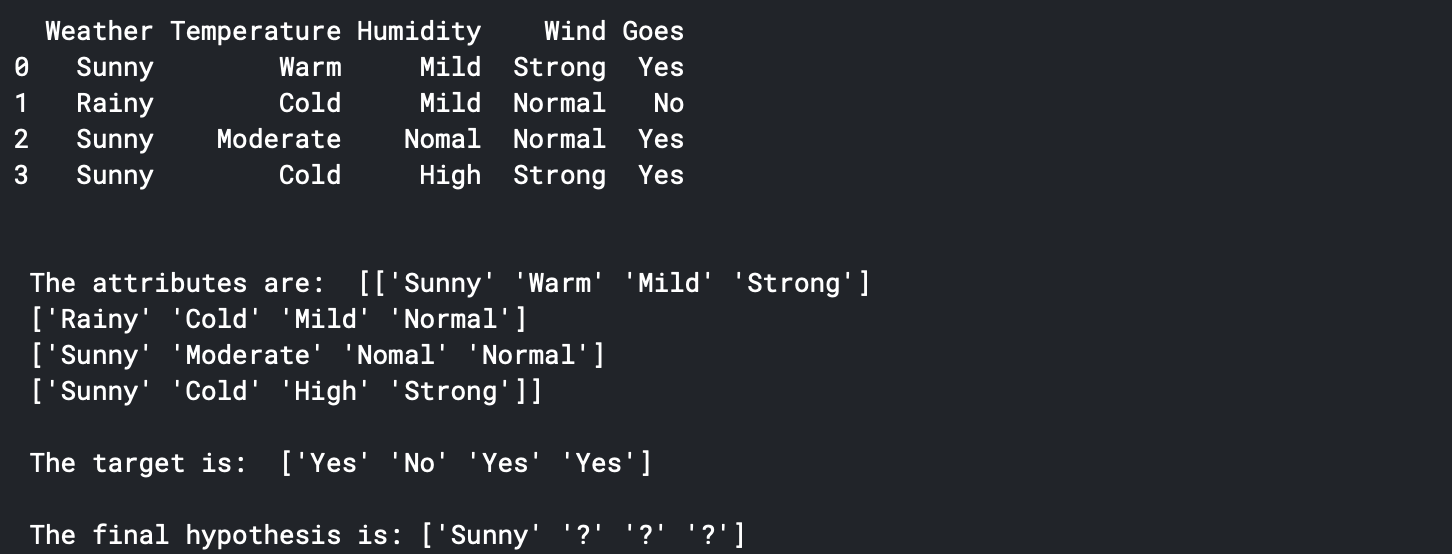 Weather Temperature Humidity Wind Goes
0 Sunny Warm Mild Strong Yes
1 Rainy Cold Mild Normal No
2 Sunny Moderate Nomal Normal Yes
3 Sunny Cold High Strong Yes
The attributes are: [['Sunny' 'Warm' 'Mild' 'Strong']
['Rainy' 'Cold' 'Mild' 'Normal']
['Sunny' 'Moderate' 'Nomal' 'Normal']
['Sunny' 'Cold' 'High' 'Strong']]
The target is: ['Yes' 'No' 'Yes' 'Yes']
The final hypothesis is: ['Sunny' '?' '?' '?']